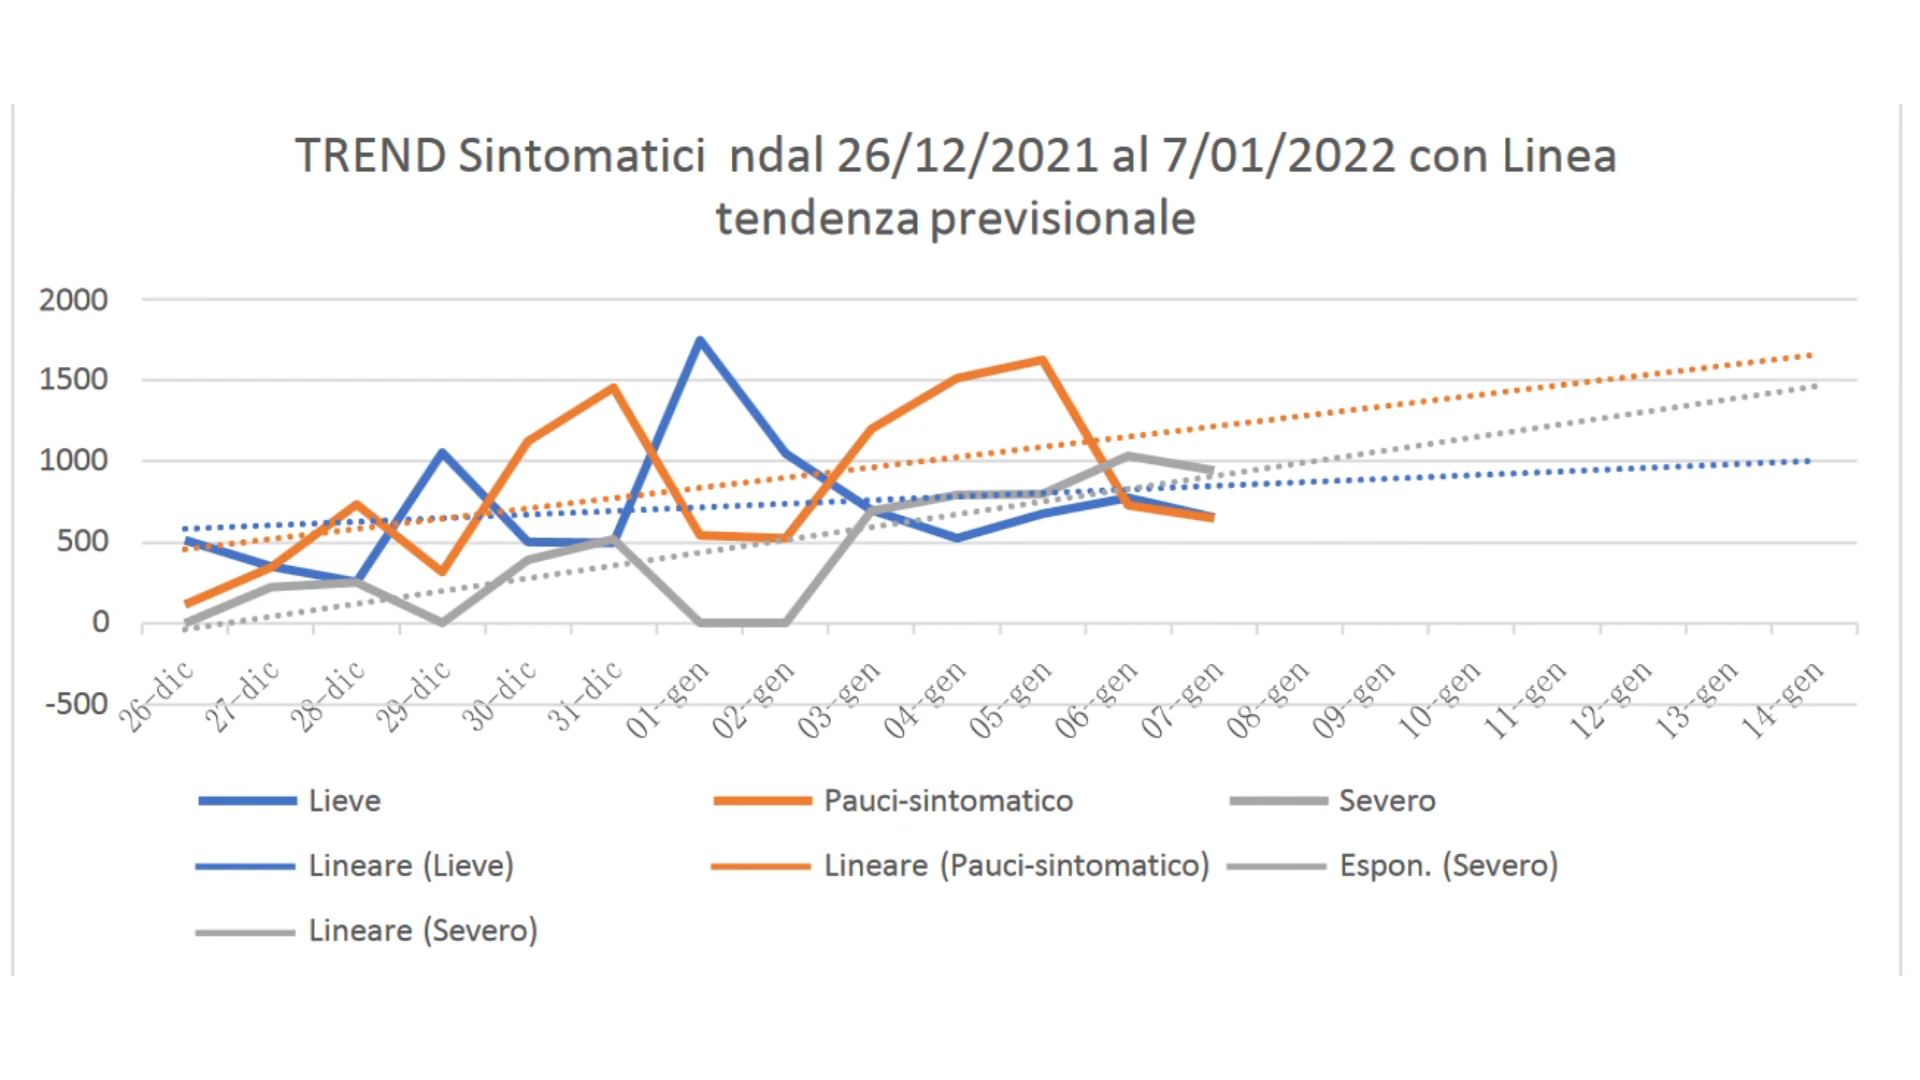 TREND Sintomatici ndal 26/12/2021 al 7/01/2022 con Linea
tendenza previsionale
2000
1500
1000
500
0
-500
26-dic
27-dic
28-dic
29-dic
30-dic
31-dic
01-gen
02-gen
03-gen
04-gen
05-gen
06-gen
07-gen
08-gen
09-gen
10-gen
11-gen
12-gen
13-gen
14-gen
Lieve
Pauci-sintomatico
Severo
Lineare (Lieve)
Lineare (Pauci-sintomatico)
Espon. (Severo)
Lineare (Severo)